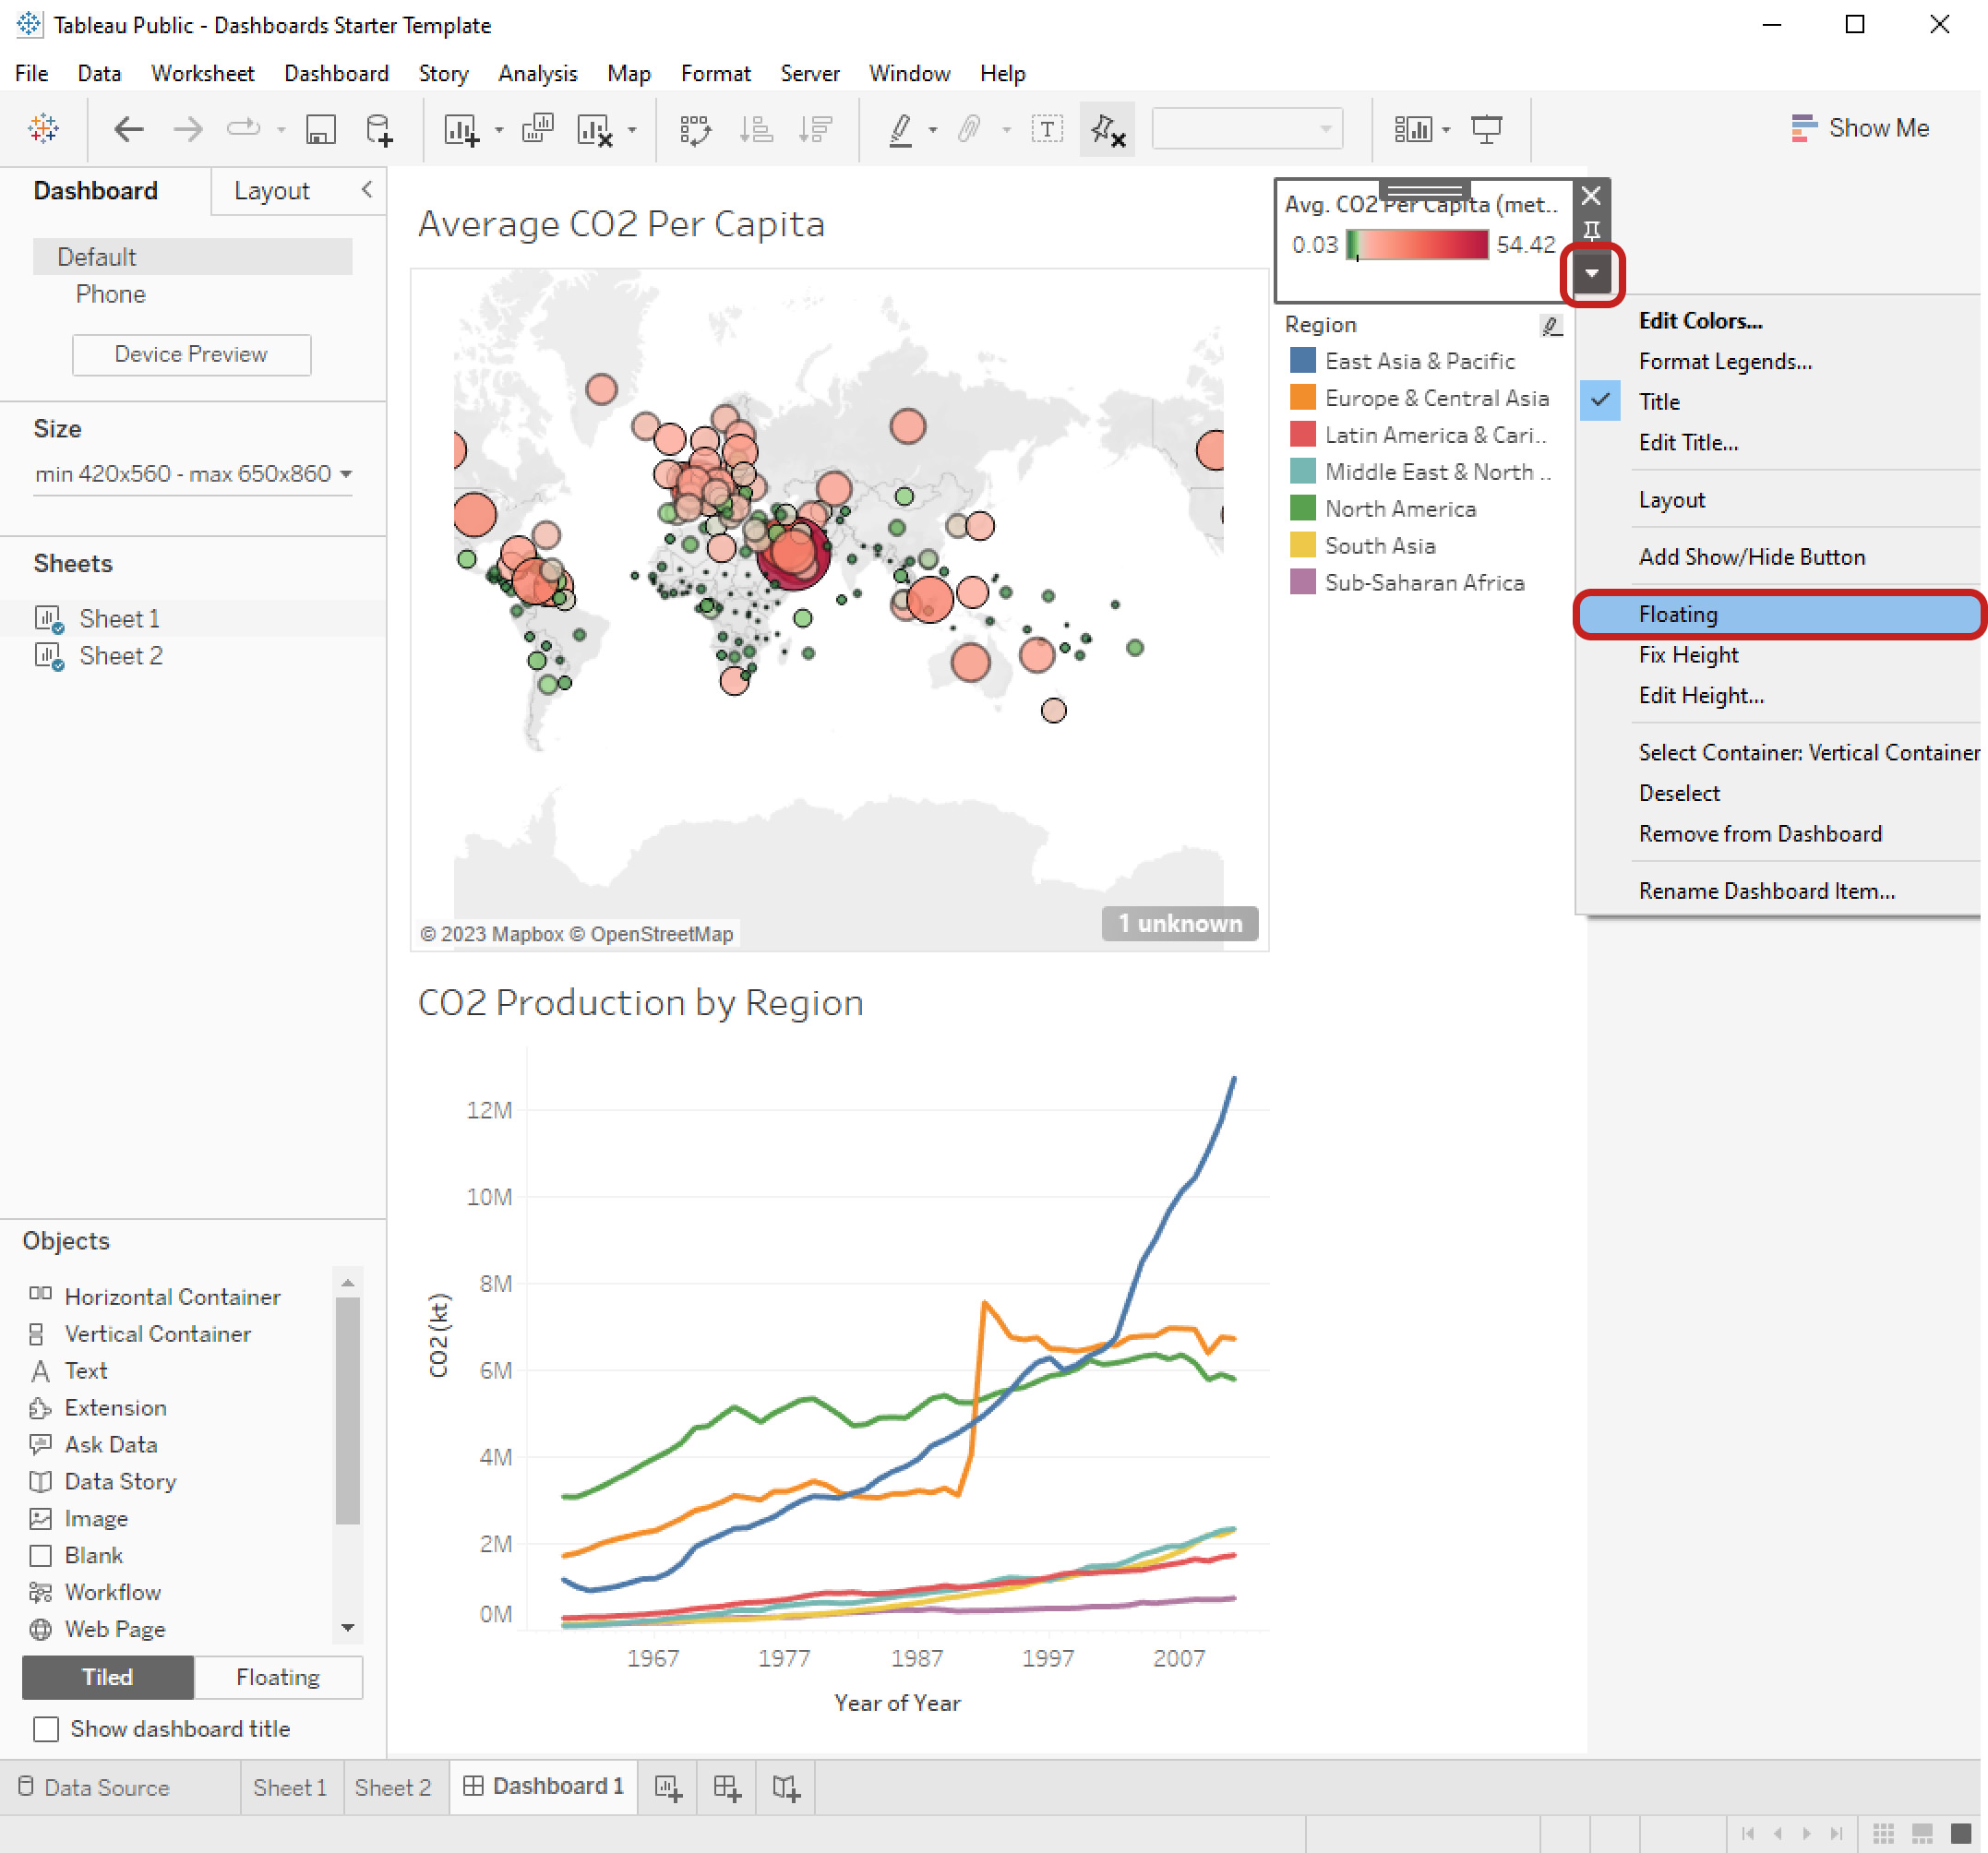 Tableau Public - Dashboards Starter Template
File Data Worksheet Dashboard Story Analysis Map Format Server Window Help
Show Me
Dashboard
Layout
Default
Phone
Device Preview
Size
min 420x560 - max 650x860
Sheets
Sheet 1
Sheet 2
Objects
Horizontal Container
Vertical Container
Text
Extension
Ask Data
Data Story
Image
Blank
Workflow
Web Page
Tiled
Floating
Show dashboard title
Average CO2 Per Capita
© 2023 Mapbox © OpenStreetMap
1 unknown
Avg. CO2 Per Capita (met..
0.03
54.42
Region
East Asia & Pacific
Europe & Central Asia
Latin America & Cari..
Middle East & North ..
North America
South Asia
Sub-Saharan Africa
Edit Colors...
Format Legends...
Title
Edit Title...
Layout
Add Show/Hide Button
Floating
Fix Height
Edit Height...
Select Container: Vertical Container
Deselect
Remove from Dashboard
Rename Dashboard Item...
CO2 Production by Region
CO2 (kt)
12M
10M
8M
6M
4M
2M
0M
1967 1977 1987 1997 2007
Year of Year
Data Source
Sheet 1
Sheet 2
Dashboard 1